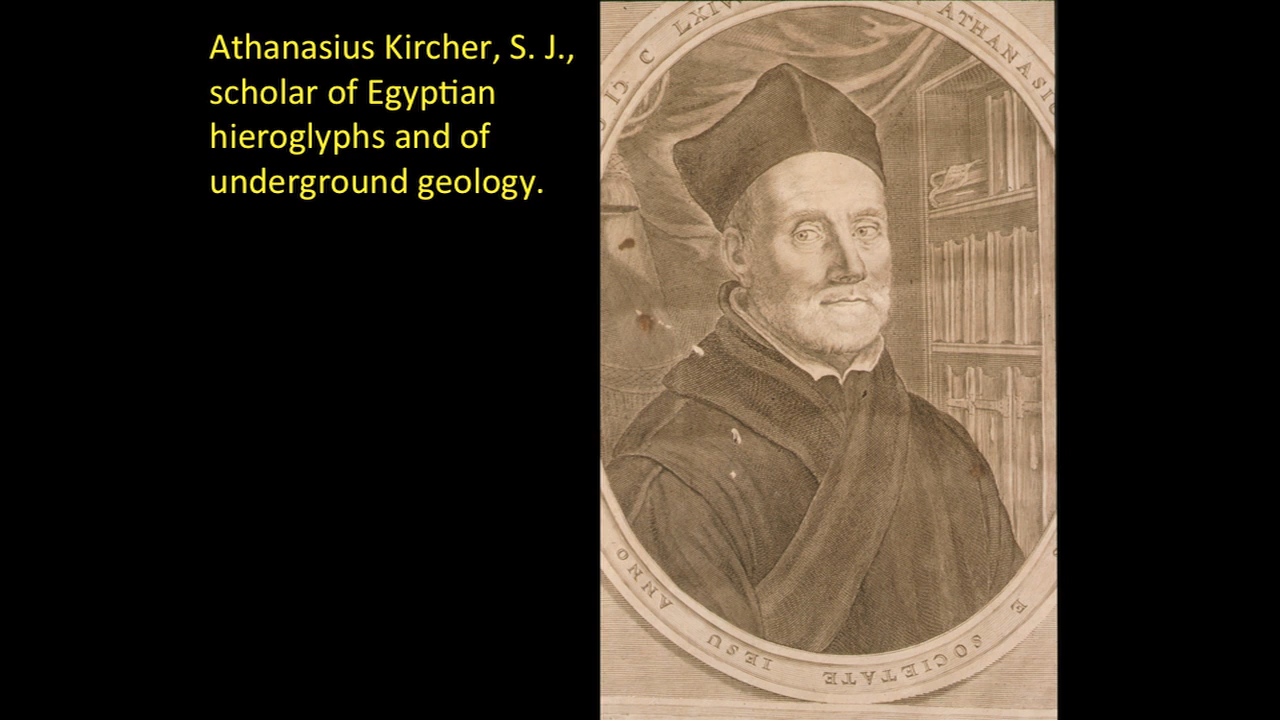 Athanasius Kircher, S. J.,
scholar of Egyptian
hieroglyphs and of
underground geology.
ATHANASI
E SOCIETATE IESU ANNO